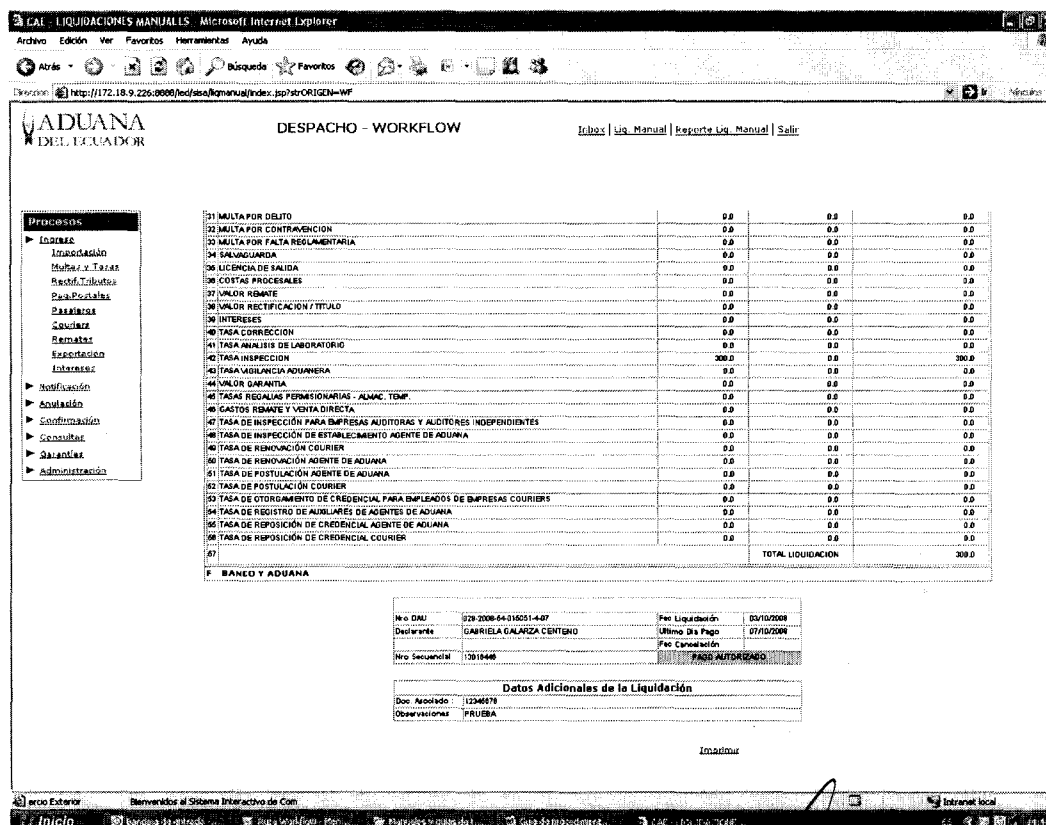 CAE - LIQUIDACIONES MANUALES - Microsoft Internet Explorer
Archivo Edición Ver Favoritos Herramientas Ayuda
Atrás Búsqueda Favoritos
Dirección http://172.18.9.226:8888/led/sisa/liqmanual/index.jsp?strORIGEN=WF Ir Vínculos
ADUANA
DEL ECUADOR
DESPACHO - WORKFLOW
Inbox | Liq. Manual | Reporte Liq. Manual | Salir
Procesos
Ingreso
Importación
Multas y Tasas
Rectif.Tributos
Paq.Postales
Pasajeros
Couriers
Remates
Exportación
Intereses
Notificación
Anulación
Confirmación
Consultas
Garantías
Administración
31 MULTA POR DELITO 0.0 0.0 0.0
32 MULTA POR CONTRAVENCION 0.0 0.0 0.0
33 MULTA POR FALTA REGLAMENTARIA 0.0 0.0 0.0
34 SALVAGUARDA 0.0 0.0 0.0
35 LICENCIA DE SALIDA 0.0 0.0 0.0
36 COSTAS PROCESALES 0.0 0.0 0.0
37 VALOR REMATE 0.0 0.0 0.0
38 VALOR RECTIFICACION / TITULO 0.0 0.0 0.0
39 INTERESES 0.0 0.0 0.0
40 TASA CORRECCION 0.0 0.0 0.0
41 TASA ANALISIS DE LABORATORIO 0.0 0.0 0.0
42 TASA INSPECCION 300.0 0.0 300.0
43 TASA VIGILANCIA ADUANERA 0.0 0.0 0.0
44 VALOR GARANTIA 0.0 0.0 0.0
45 TASAS REGALIAS PERMISIONARIAS - ALMAC. TEMP. 0.0 0.0 0.0
46 GASTOS REMATE Y VENTA DIRECTA 0.0 0.0 0.0
47 TASA DE INSPECCIÓN PARA EMPRESAS AUDITORAS Y AUDITORES INDEPENDIENTES 0.0 0.0 0.0
48 TASA DE INSPECCIÓN DE ESTABLECIMIENTO AGENTE DE ADUANA 0.0 0.0 0.0
49 TASA DE RENOVACIÓN COURIER 0.0 0.0 0.0
50 TASA DE RENOVACIÓN AGENTE DE ADUANA 0.0 0.0 0.0
51 TASA DE POSTULACIÓN AGENTE DE ADUANA 0.0 0.0 0.0
52 TASA DE POSTULACIÓN COURIER 0.0 0.0 0.0
53 TASA DE OTORGAMIENTO DE CREDENCIAL PARA EMPLEADOS DE EMPRESAS COURIERS 0.0 0.0 0.0
54 TASA DE REGISTRO DE AUXILIARES DE AGENTES DE ADUANA 0.0 0.0 0.0
55 TASA DE REPOSICIÓN DE CREDENCIAL AGENTE DE ADUANA 0.0 0.0 0.0
56 TASA DE REPOSICIÓN DE CREDENCIAL COURIER 0.0 0.0 0.0
57 TOTAL LIQUIDACION 300.0
F BANCO Y ADUANA
Nro DAU 028-2008-64-016051-4-07 Fec Liquidación 03/10/2008
Declarante GABRIELA GALARZA CENTENO Ultimo Dia Pago 07/10/2008
Fec Cancelación
Nro Secuencial 13918446 PAGO AUTORIZADO
Datos Adicionales de la Liquidación
Doc. Asociado : 12345678
Observaciones PRUEBA
Imprimir
ercio Exterior Bienvenidos al Sistema Interactivo de Com Intranet local
Inicio Bandeja de entrada Manuales y guías de l... Guia de procediment...